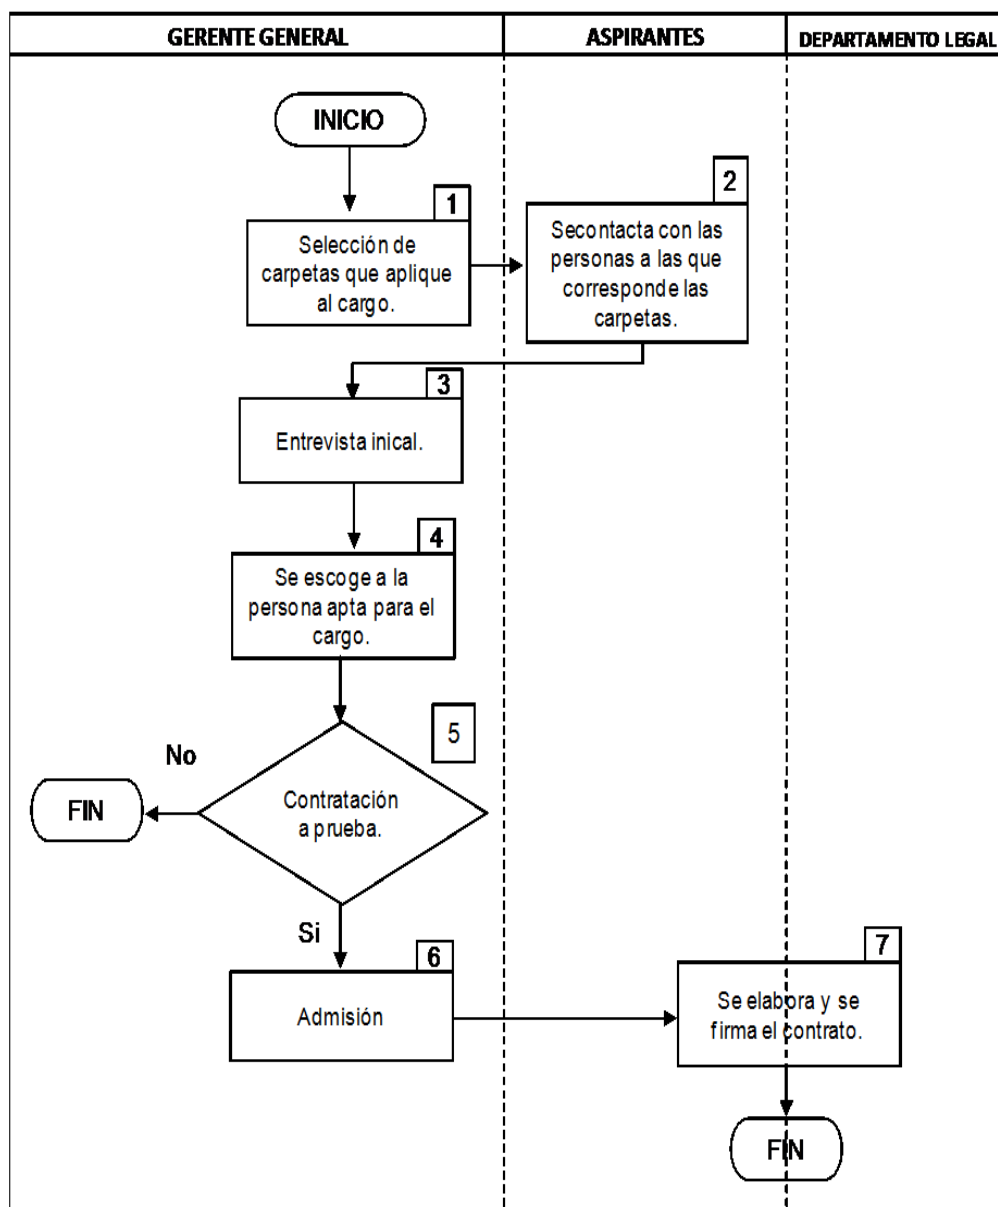 GERENTE GENERAL
ASPIRANTES
DEPARTAMENTO LEGAL
INICIO
1
Selección de
carpetas que aplique
al cargo.
2
Secontacta con las
personas a las que
corresponde las
carpetas.
3
Entrevista inical.
4
Se escoge a la
persona apta para el
cargo.
5
Contratación
a prueba.
No
FIN
Si
6
Admisión
7
Se elabora y se
firma el contrato.
FIN